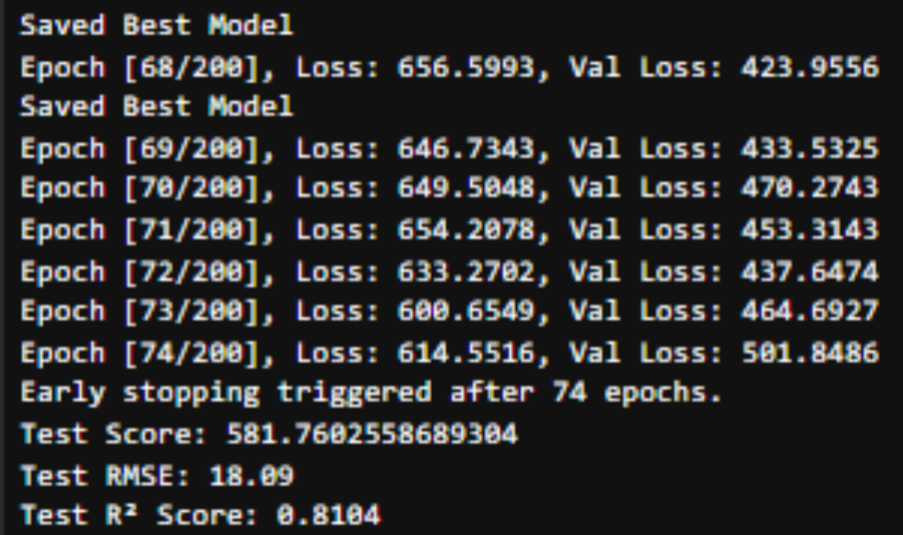 Saved Best Model
Epoch [68/200], Loss: 656.5993, Val Loss: 423.9556
Saved Best Model
Epoch [69/200], Loss: 646.7343, Val Loss: 433.5325
Epoch [70/200], Loss: 649.5048, Val Loss: 470.2743
Epoch [71/200], Loss: 654.2078, Val Loss: 453.3143
Epoch [72/200], Loss: 633.2702, Val Loss: 437.6474
Epoch [73/200], Loss: 600.6549, Val Loss: 464.6927
Epoch [74/200], Loss: 614.5516, Val Loss: 501.8486
Early stopping triggered after 74 epochs.
Test Score: 581.7602558689304
Test RMSE: 18.09
Test R² Score: 0.8104